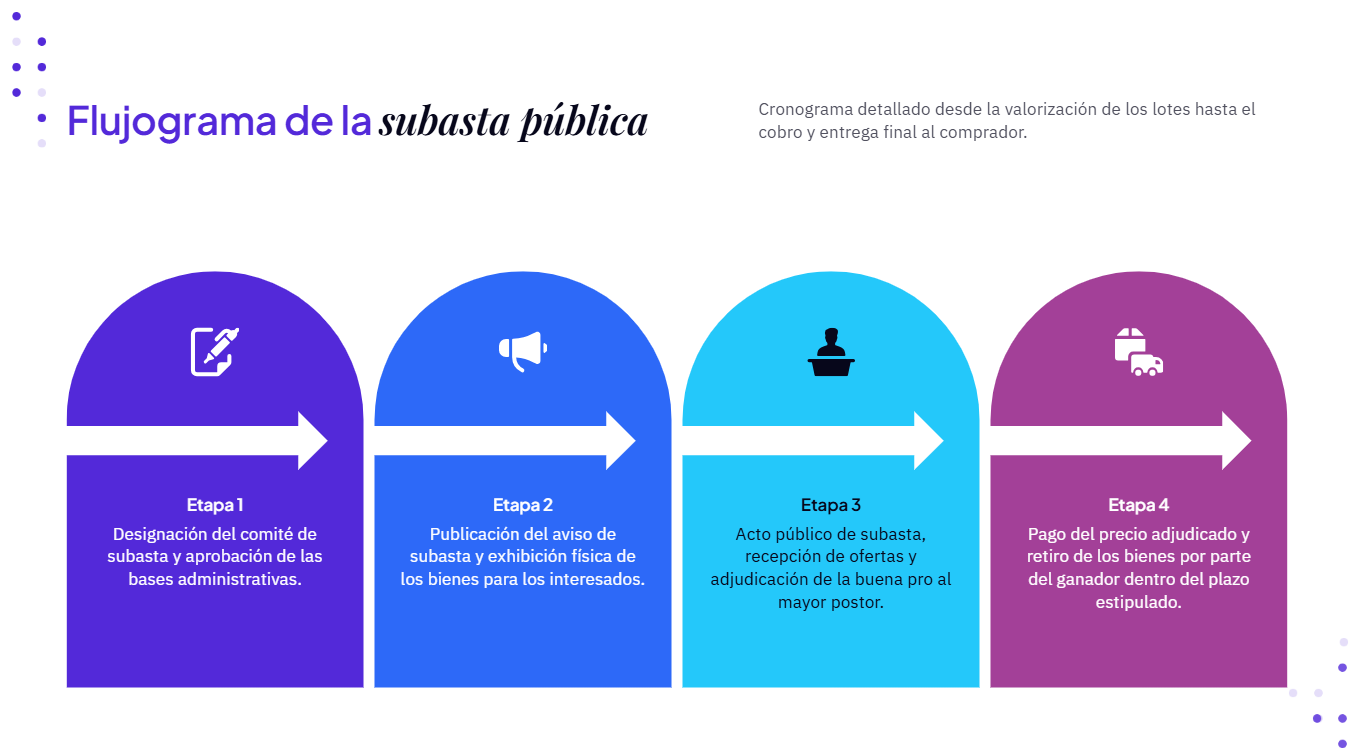 Flujograma de la subasta pública
Cronograma detallado desde la valorización de los lotes hasta el
cobro y entrega final al comprador.
Etapa 1
Designación del comité de
subasta y aprobación de las
bases administrativas.
Etapa 2
Publicación del aviso de
subasta y exhibición física de
los bienes para los interesados.
Etapa 3
Acto público de subasta,
recepción de ofertas y
adjudicación de la buena pro al
mayor postor.
Etapa 4
Pago del precio adjudicado y
retiro de los bienes por parte
del ganador dentro del plazo
estipulado.